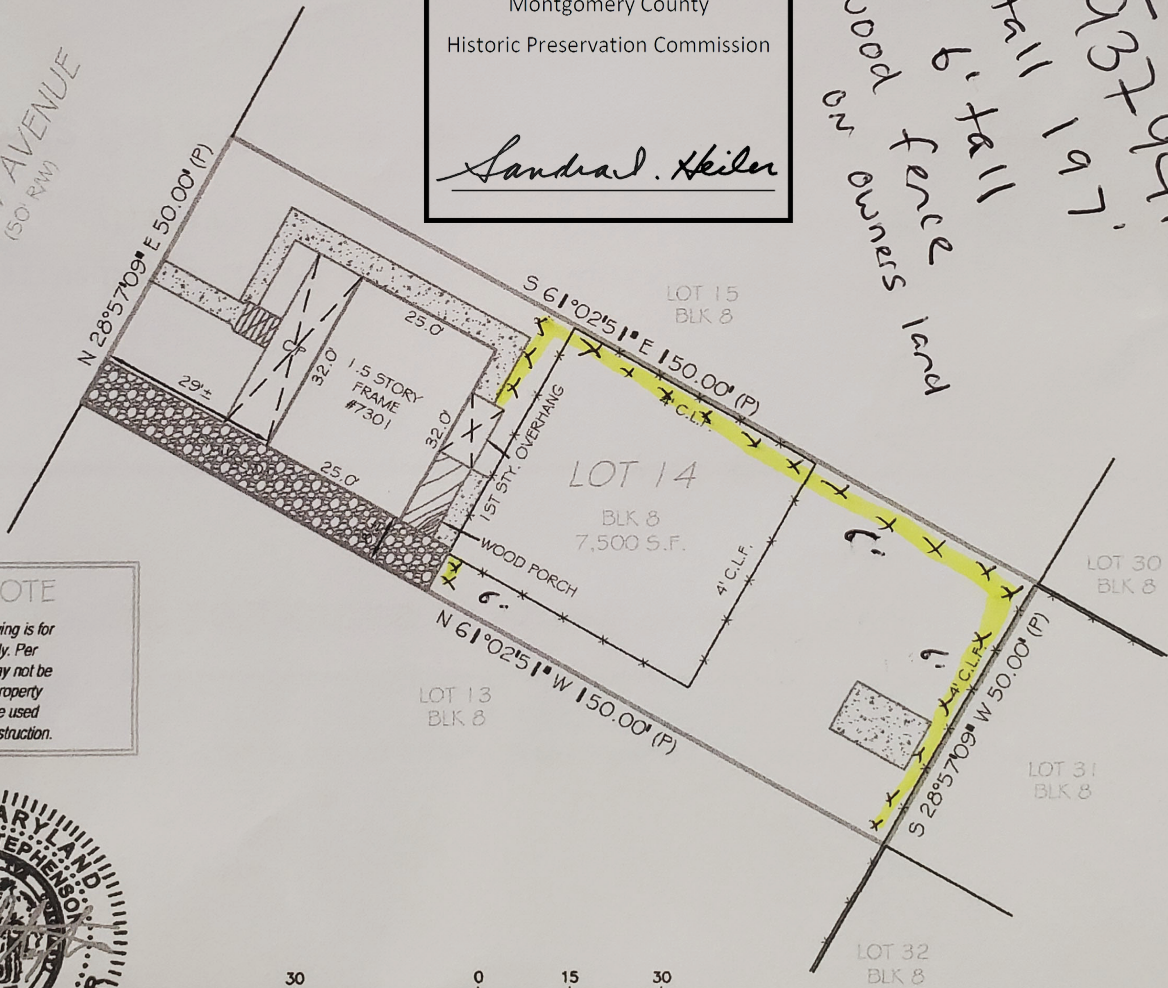 Montgomery County
Historic Preservation Commission
Sandra I. Heiler
tall 197'
6' tall
wood fence
on owners land
AVENUE
(50' R/W)
N 28°57'09" E 50.00' (P)
S 61°02'51" E 150.00' (P)
LOT 15
BLK 8
25.0'
CP
32.0'
1.5 STORY
FRAME
#7301
32.0'
29'±
25.0'
1ST STY. OVERHANG
4' C.L.F.
LOT 14
BLK 8
7,500 S.F.
WOOD PORCH
4' C.L.F.
6'
6'
6'
4' C.L.F.
N 61°02'51" W 150.00' (P)
S 28°57'09" W 50.00' (P)
LOT 30
BLK 8
LOT 13
BLK 8
LOT 31
BLK 8
LOT 32
BLK 8
OTE
ing is for
y. Per
ay not be
roperty
e used
struction.
ARYLAND
TEPHENSON
30 0 15 30